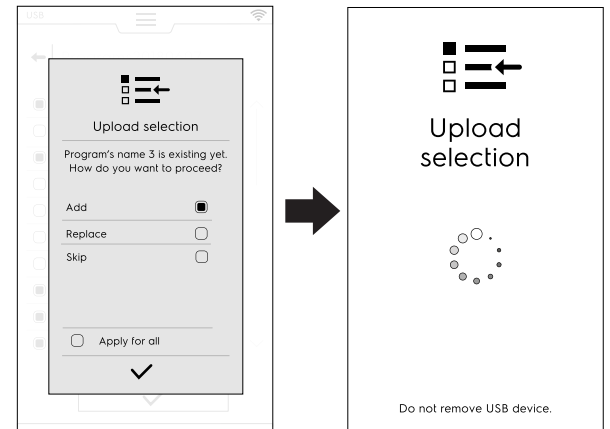 USB
Upload selection
Program's name 3 is existing yet.
How do you want to proceed?
Add
Replace
Skip
Apply for all
Upload
selection
Do not remove USB device.